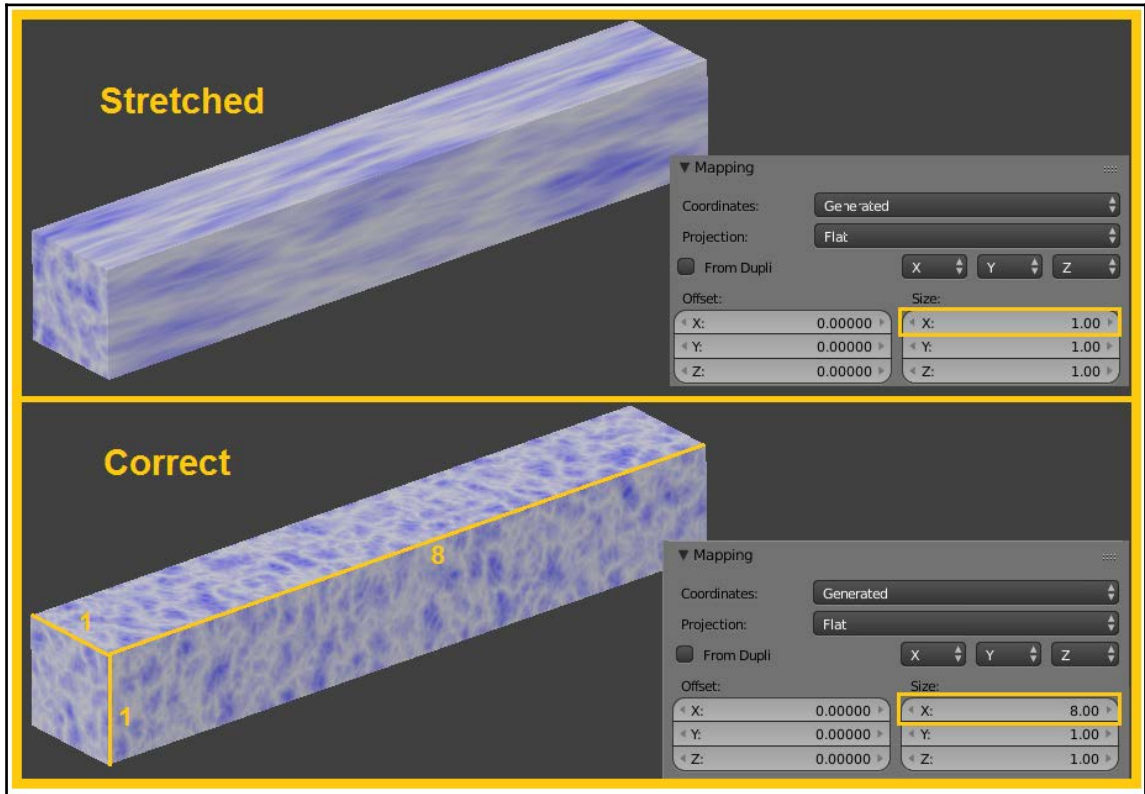 Stretched
▼ Mapping
Coordinates: Generated
Projection: Flat
From Dupli X Y Z
Offset: Size:
X: 0.00000 X: 1.00
Y: 0.00000 Y: 1.00
Z: 0.00000 Z: 1.00
Correct
8
1
1
▼ Mapping
Coordinates: Generated
Projection: Flat
From Dupli X Y Z
Offset: Size:
X: 0.00000 X: 8.00
Y: 0.00000 Y: 1.00
Z: 0.00000 Z: 1.00